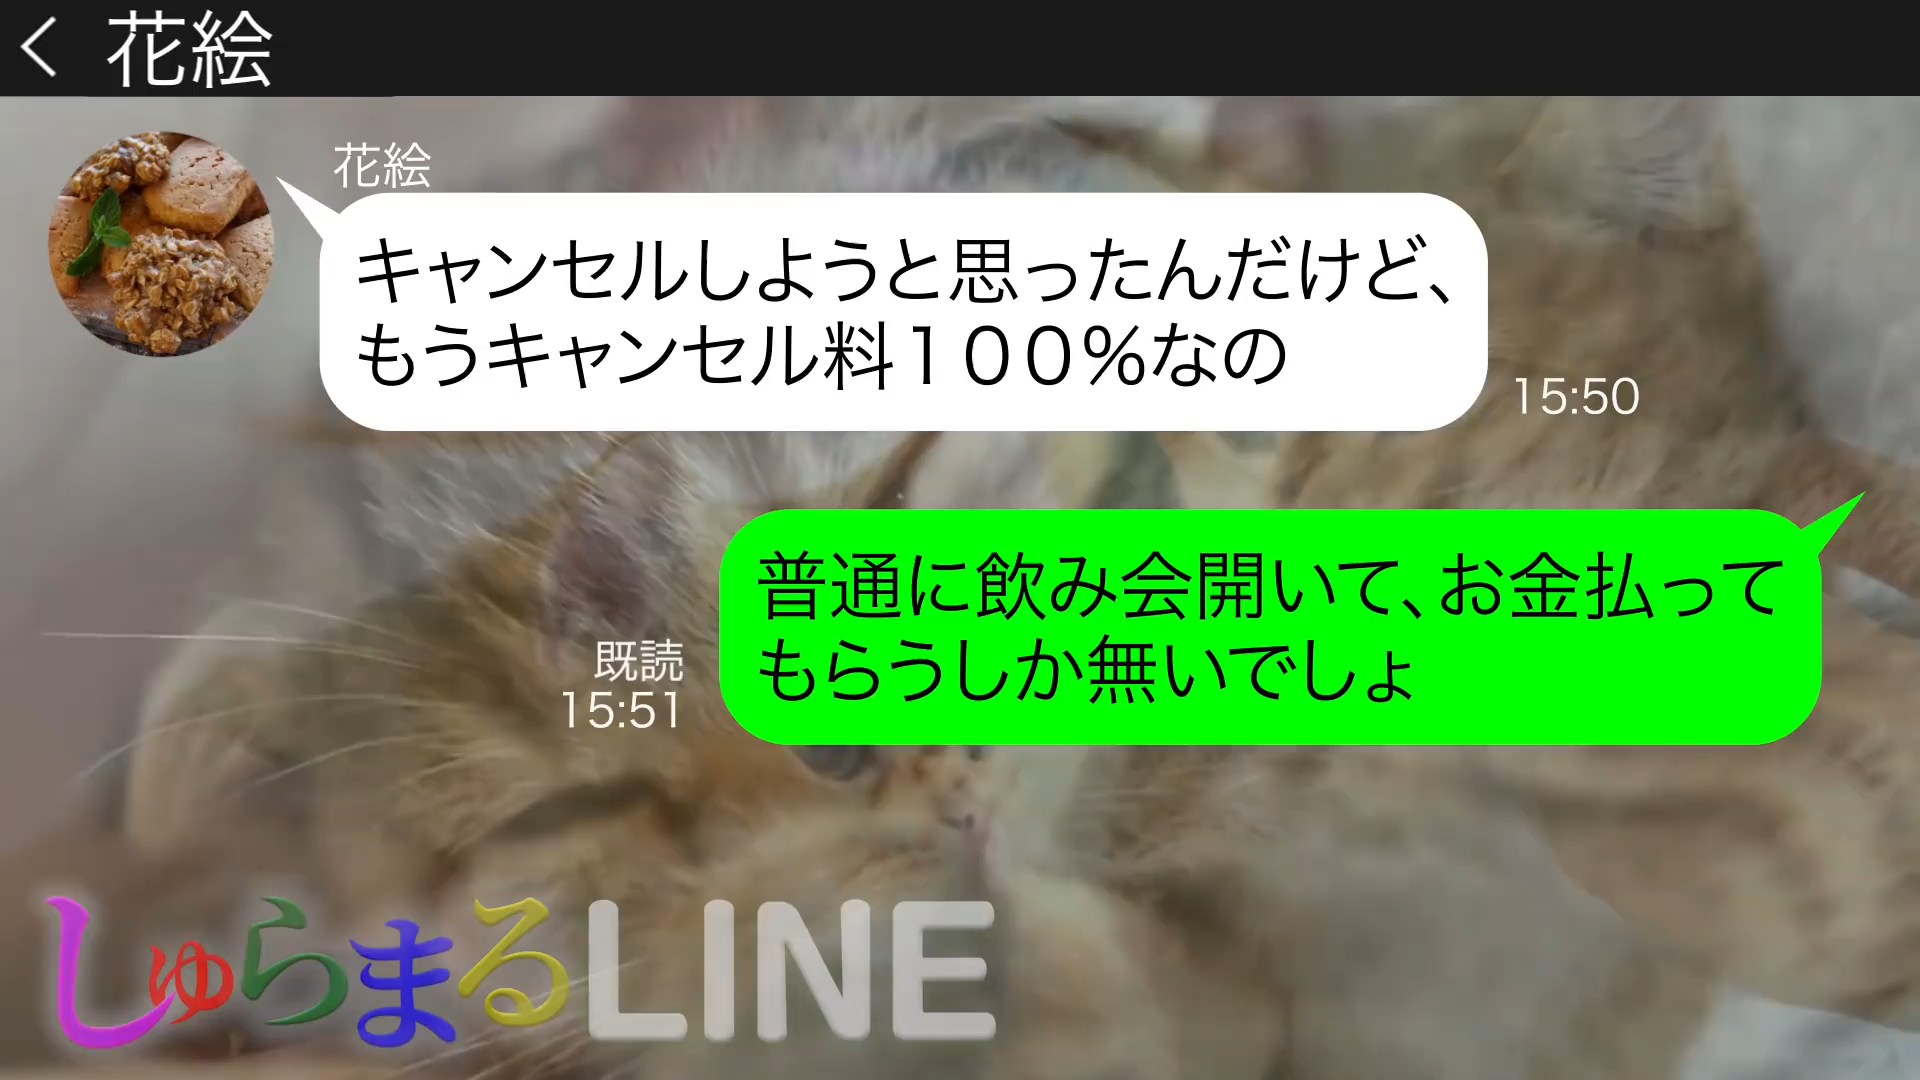 花絵
花絵
キャンセルしようと思ったんだけど、
もうキャンセル料１００％なの
15:50
普通に飲み会開いて、お金払って
もらうしか無いでしょ
既読
15:51
しゅらまるLINE